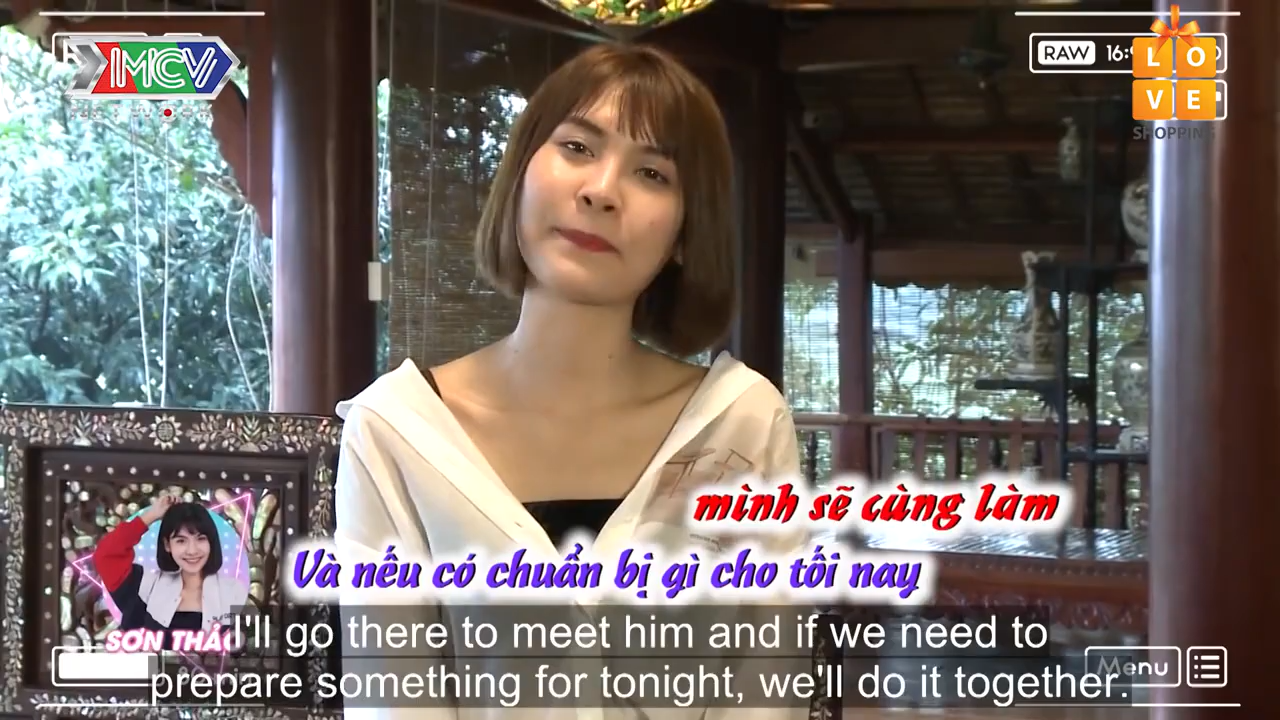 MCV
RAW
LOVE
SHOPPING
mình sẽ cùng làm
Và nếu có chuẩn bị gì cho tối nay
SƠN THẢO
I'll go there to meet him and if we need to
prepare something for tonight, we'll do it together.
Menu